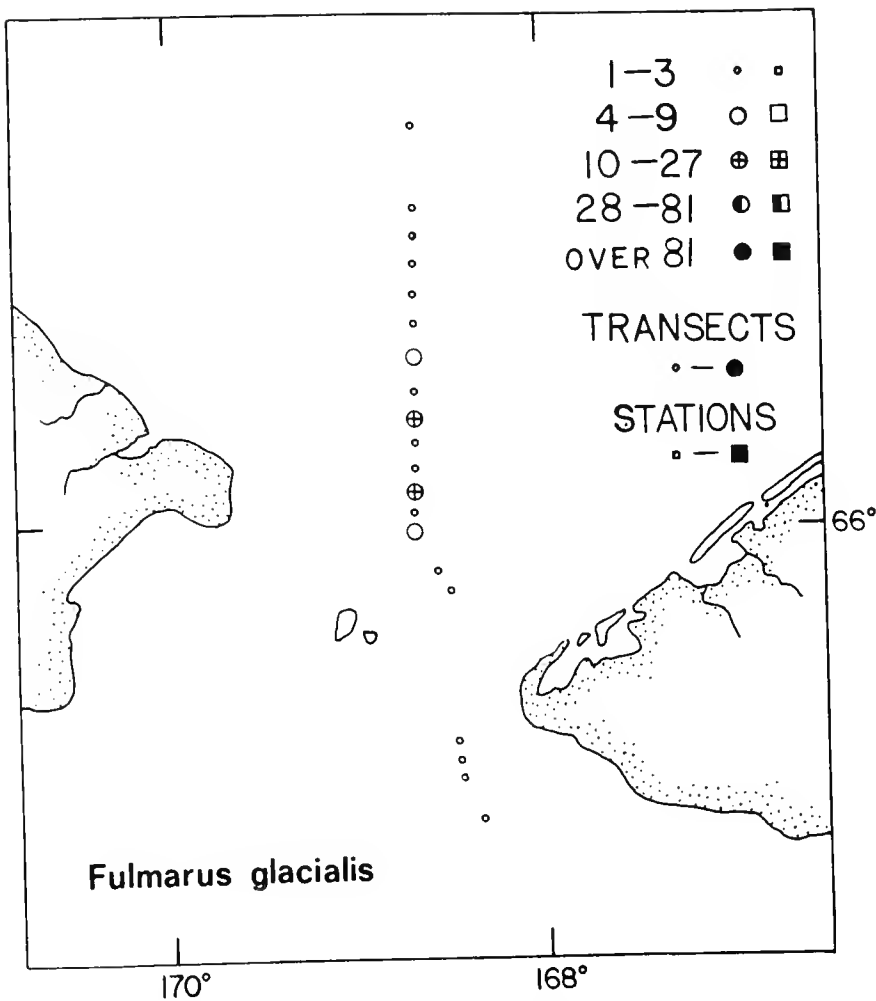 1–3
4–9
10–27
28–81
OVER 81
TRANSECTS
–
STATIONS
–
66°
Fulmarus glacialis
170°
168°